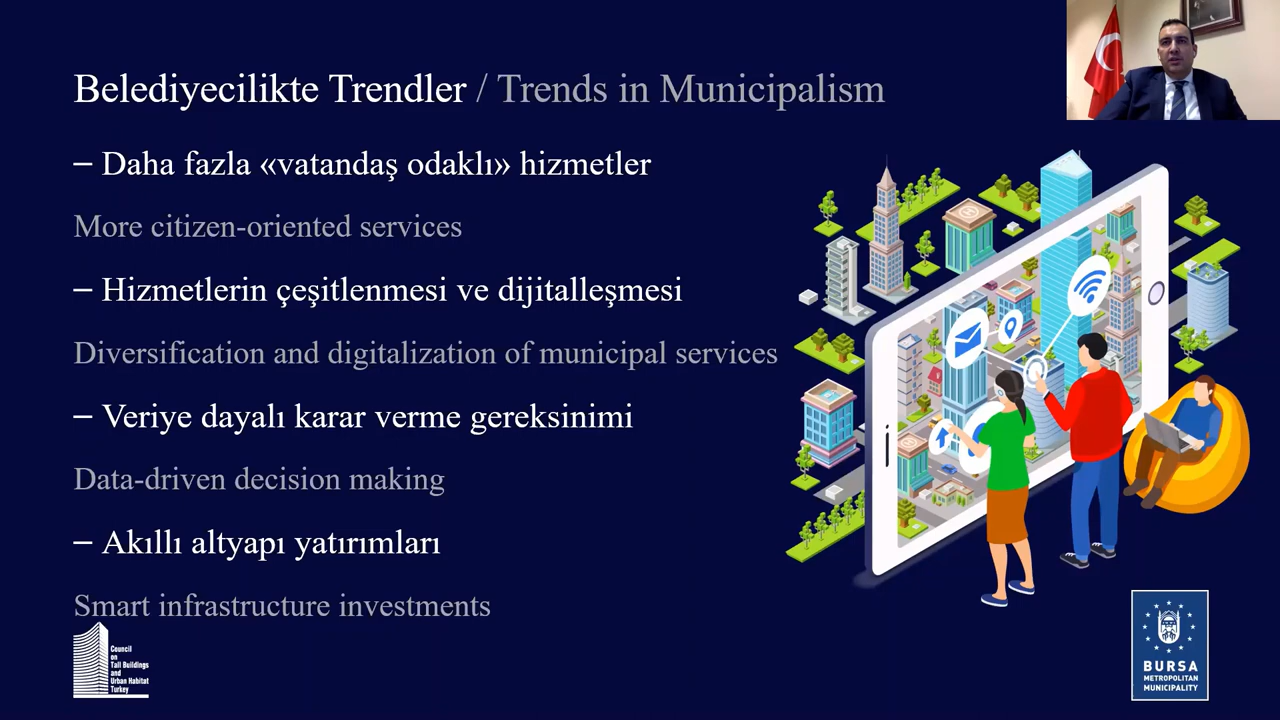 Belediyecilikte Trendler / Trends in Municipalism
– Daha fazla «vatandaş odaklı» hizmetler
More citizen-oriented services
– Hizmetlerin çeşitlenmesi ve dijitalleşmesi
Diversification and digitalization of municipal services
– Veriye dayalı karar verme gereksinimi
Data-driven decision making
– Akıllı altyapı yatırımları
Smart infrastructure investments
Council
on
Tall Buildings
and
Urban Habitat
Turkey
H
BURSA
METROPOLITAN
MUNICIPALITY